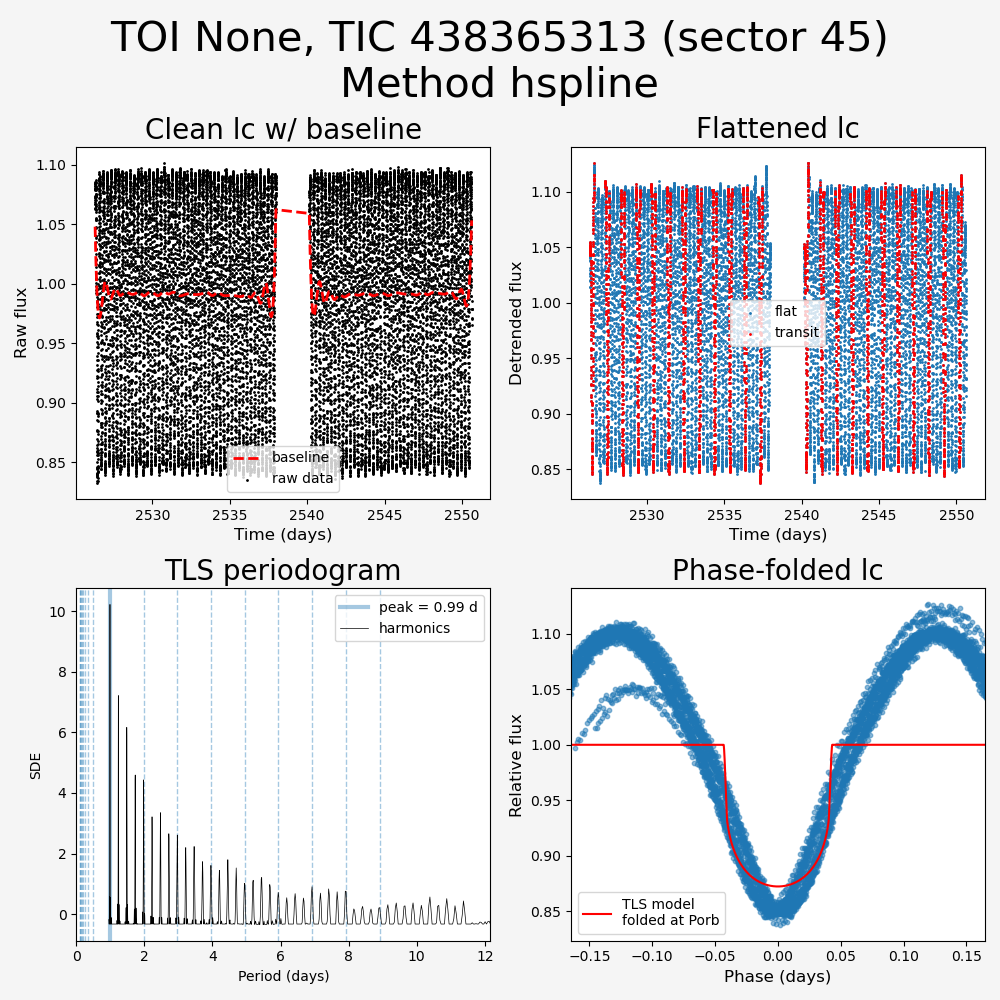 TOI None, TIC 438365313 (sector 45)
Method hspline
Clean lc w/ baseline
Raw flux
1.10
1.05
1.00
0.95
0.90
0.85
baseline
raw data
2530
2535
2540
2545
2550
Time (days)
Flattened lc
Detrended flux
1.10
1.05
1.00
0.95
0.90
0.85
flat
transit
2530
2535
2540
2545
2550
Time (days)
TLS periodogram
SDE
10
8
6
4
2
0
peak = 0.99 d
harmonics
0
2
4
6
8
10
12
Period (days)
Phase-folded lc
Relative flux
1.10
1.05
1.00
0.95
0.90
0.85
TLS model
folded at Porb
−0.15
−0.10
−0.05
0.00
0.05
0.10
0.15
Phase (days)